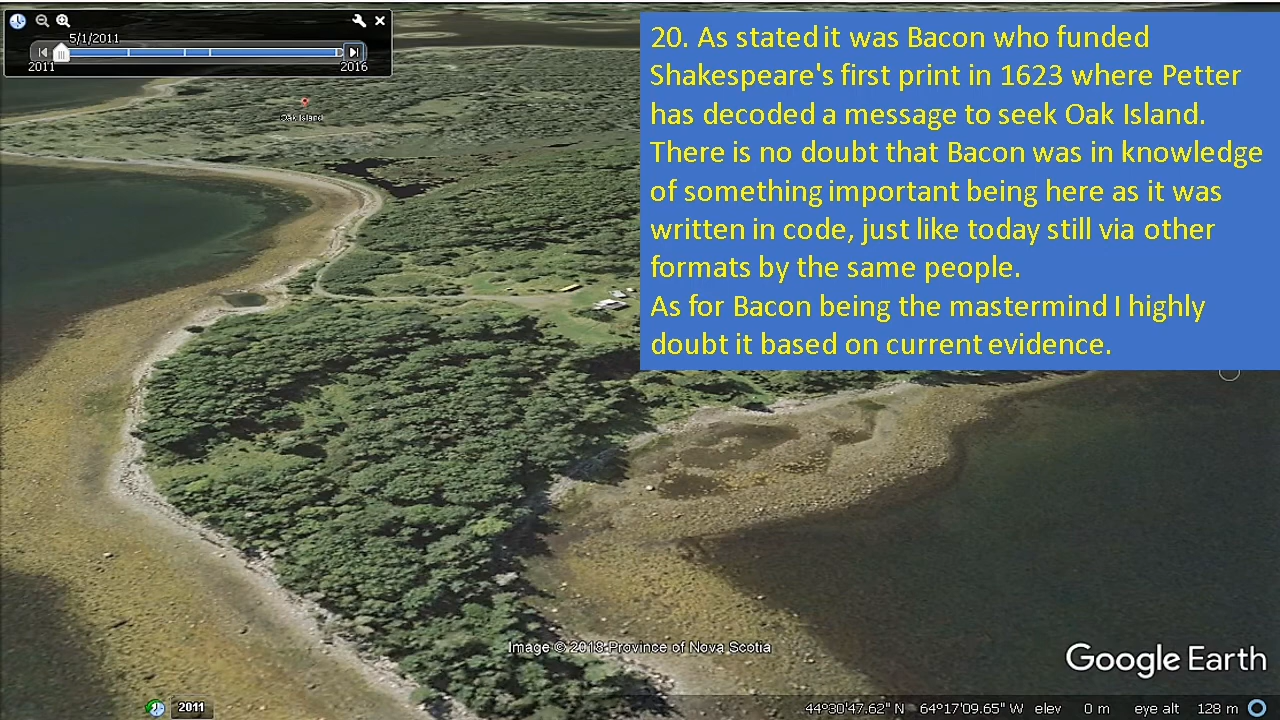 5/1/2011
2011
2016
20. As stated it was Bacon who funded
Shakespeare's first print in 1623 where Petter
has decoded a message to seek Oak Island.
There is no doubt that Bacon was in knowledge
of something important being here as it was
written in code, just like today still via other
formats by the same people.
As for Bacon being the mastermind I highly
doubt it based on current evidence.
Oak Island
Image © 2018 Province of Nova Scotia
Google Earth
2011
44°30'47.62" N 64°17'09.65" W elev 0 m eye alt 128 m